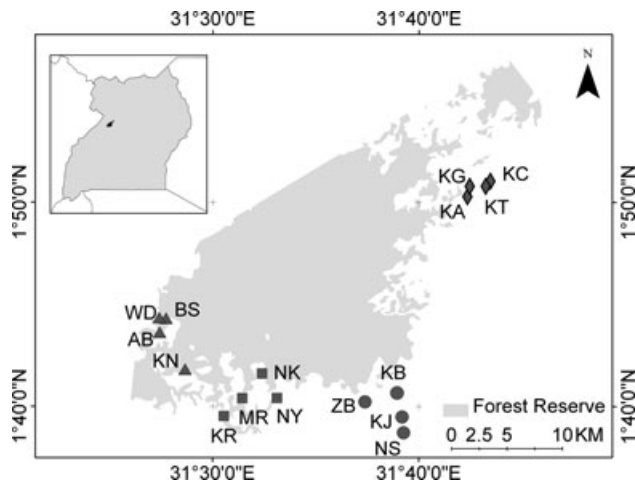 31°30'0"E 31°40'0"E
N
KG KC
KA KT
1°50'0"N 1°50'0"N
WD BS
AB
KN NK KB
ZB Forest Reserve
1°40'0"N 1°40'0"N
MR NY KJ 0 2.5 5 10 KM
KR NS
31°30'0"E 31°40'0"E